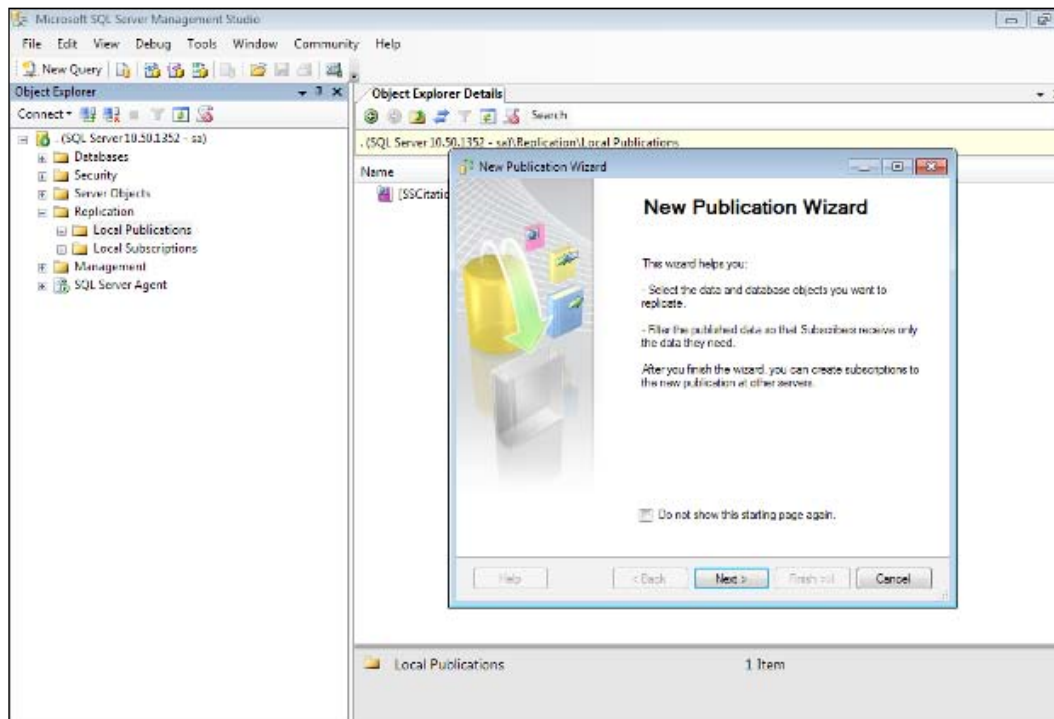 Microsoft SQL Server Management Studio
File Edit View Debug Tools Window Community Help
New Query
Object Explorer
Connect
. (SQL Server 10.50.1352 - sa)
Databases
Security
Server Objects
Replication
Local Publications
Local Subscriptions
Management
SQL Server Agent
Object Explorer Details
Search
. (SQL Server 10.50.1352 - sa)\Replication\Local Publications
Name
[SSCitatio
New Publication Wizard
New Publication Wizard
This wizard helps you:
- Select the data and database objects you want to
replicate.
- Filter the published data so that Subscribers receive only
the data they need.
After you finish the wizard, you can create subscriptions to
the new publication at other servers.
Do not show this starting page again.
Help < Back Next > Finish >>| Cancel
Local Publications 1 Item